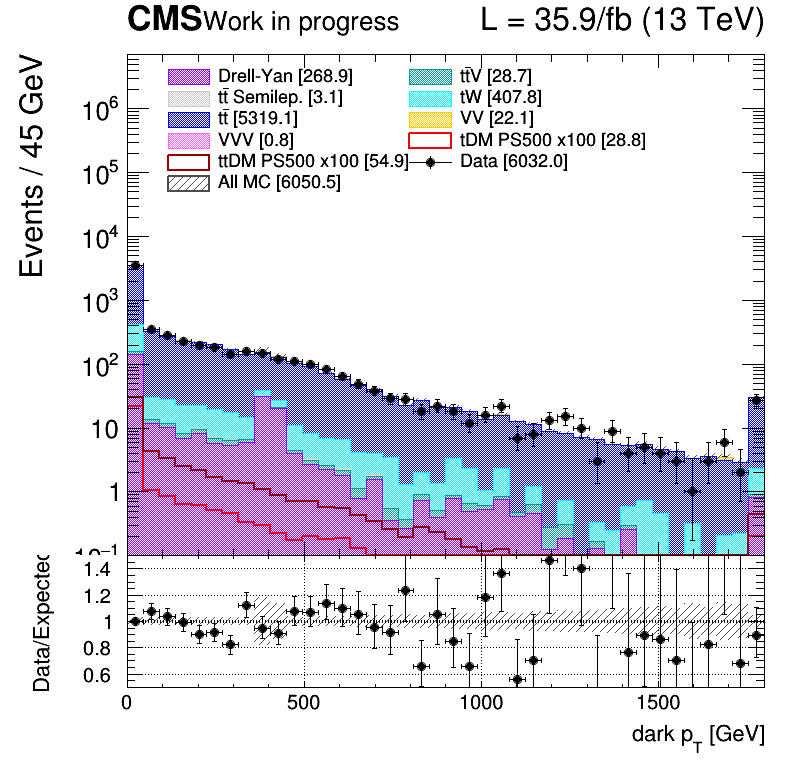 CMS Work in progress L = 35.9/fb (13 TeV)
Events / 45 GeV
Drell-Yan [268.9]
tt̄V [28.7]
tt̄ Semilep. [3.1]
tW [407.8]
tt̄ [5319.1]
VV [22.1]
VVV [0.8]
tDM PS500 x100 [28.8]
ttDM PS500 x100 [54.9]
Data [6032.0]
All MC [6050.5]
10⁶
10⁵
10⁴
10³
10²
10
1
10⁻¹
Data/Expected
1.4
1.2
1
0.8
0.6
0 500 1000 1500
dark p_T [GeV]